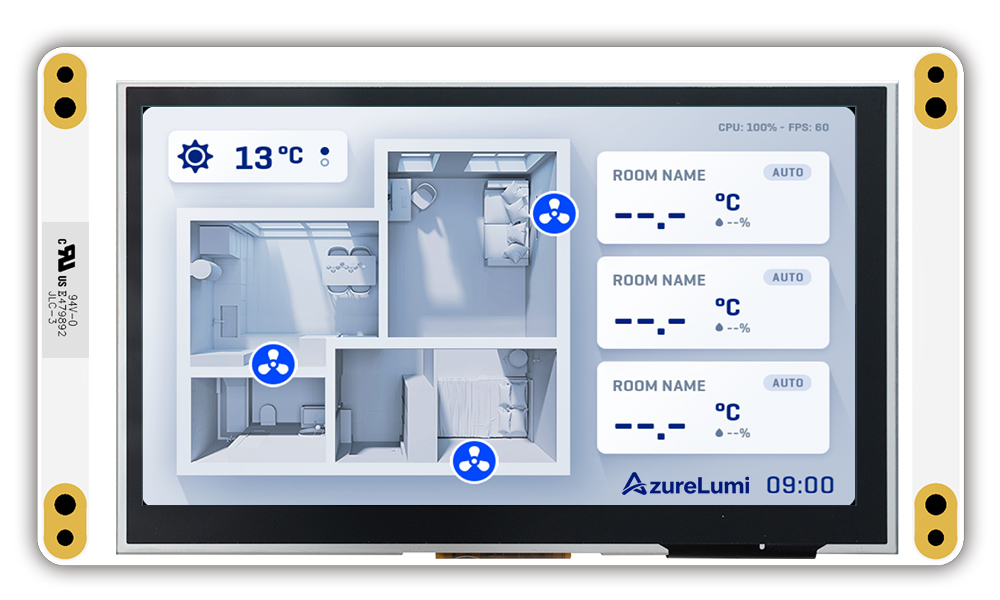 13 °C
CPU: 100% - FPS: 60
ROOM NAME AUTO
--.- °C
--%
ROOM NAME AUTO
--.- °C
--%
ROOM NAME AUTO
--.- °C
--%
AzureLumi 09:00
c UR US E479892
94V-0
JLC-3